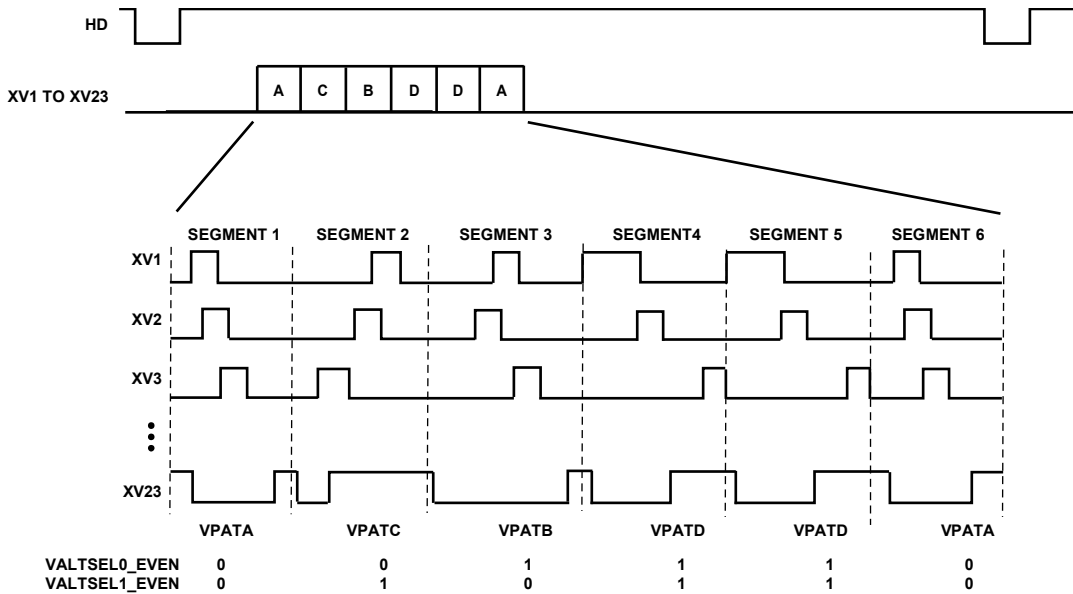 HD
XV1 TO XV23
A C B D D A
SEGMENT 1 SEGMENT 2 SEGMENT 3 SEGMENT4 SEGMENT 5 SEGMENT 6
XV1
XV2
XV3
XV23
VPATA VPATC VPATB VPATD VPATD VPATA
VALTSEL0_EVEN 0 0 1 1 1 0
VALTSEL1_EVEN 0 1 0 1 1 0